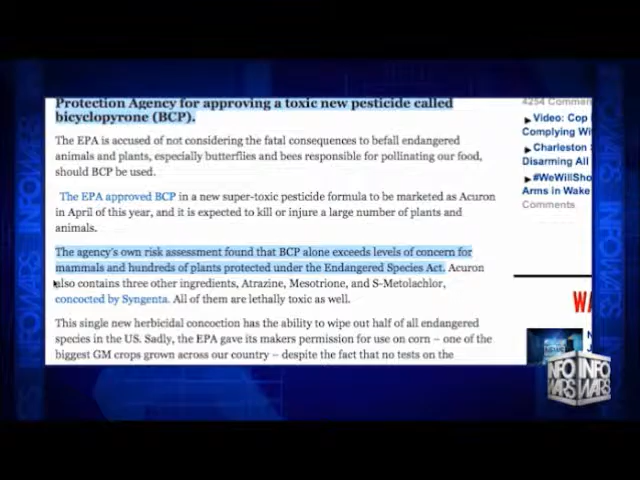 Protection Agency for approving a toxic new pesticide called
bicyclopyrone (BCP).
The EPA is accused of not considering the fatal consequences to befall endangered
animals and plants, especially butterflies and bees responsible for pollinating our food,
should BCP be used.
The EPA approved BCP in a new super-toxic pesticide formula to be marketed as Acuron
in April of this year, and it is expected to kill or injure a large number of plants and
animals.
The agency's own risk assessment found that BCP alone exceeds levels of concern for
mammals and hundreds of plants protected under the Endangered Species Act. Acuron
also contains three other ingredients, Atrazine, Mesotrione, and S-Metolachlor,
concocted by Syngenta. All of them are lethally toxic as well.
This single new herbicidal concoction has the ability to wipe out half of all endangered
species in the US. Sadly, the EPA gave its makers permission for use on corn – one of the
biggest GM crops grown across our country – despite the fact that no tests on the
4254 Commen
Video: Cop
Complying Wi
Charleston
Disarming All
#WeWillSho
Arms in Wake
Comments
WA
INFO INFO
WARS WARS
INFOWARS